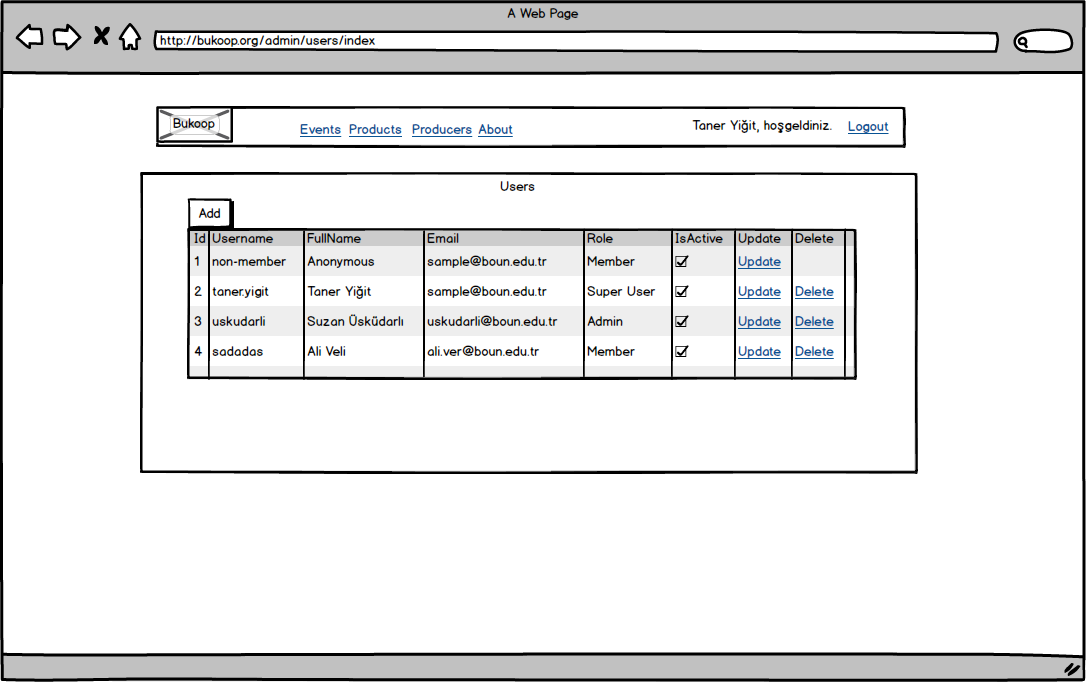 A Web Page
http://bukoop.org/admin/users/index
Bukoop Events Products Producers About Taner Yiğit, hoşgeldiniz. Logout
Users
Add
Id Username FullName Email Role IsActive Update Delete
1 non-member Anonymous sample@boun.edu.tr Member Update
2 taner.yigit Taner Yiğit sample@boun.edu.tr Super User Update Delete
3 uskudarli Suzan Üsküdarlı uskudarli@boun.edu.tr Admin Update Delete
4 sadadas Ali Veli ali.ver@boun.edu.tr Member Update Delete